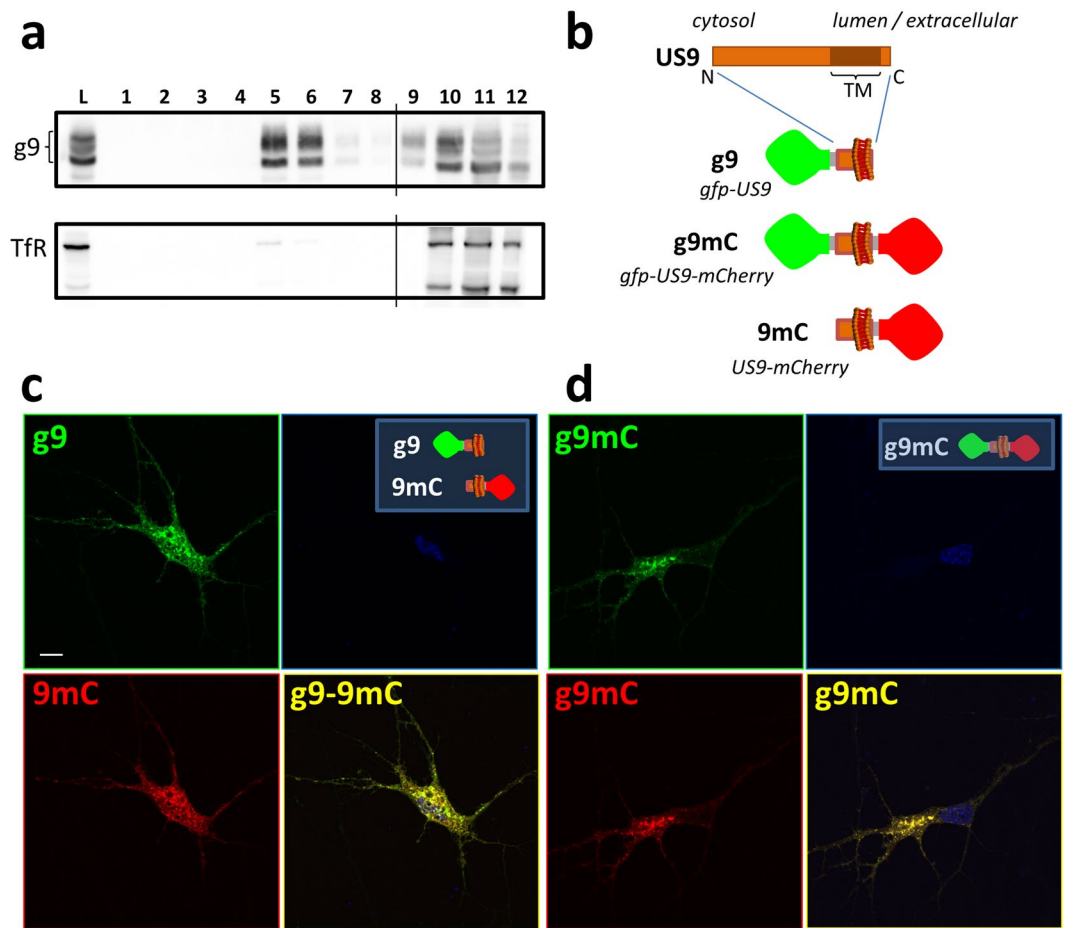 a
L 1 2 3 4 5 6 7 8 9 10 11 12
g9
TfR
b
cytosol lumen / extracellular
US9
N TM C
g9
gfp-US9
g9mC
gfp-US9-mCherry
9mC
US9-mCherry
c
g9
g9
9mC
9mC
g9-9mC
d
g9mC
g9mC
g9mC
g9mC